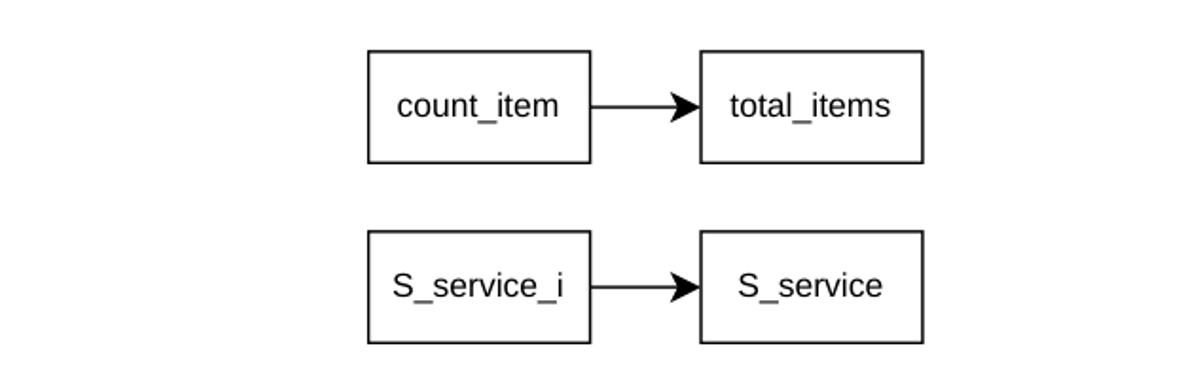 count_item
total_items
S_service_i
S_service